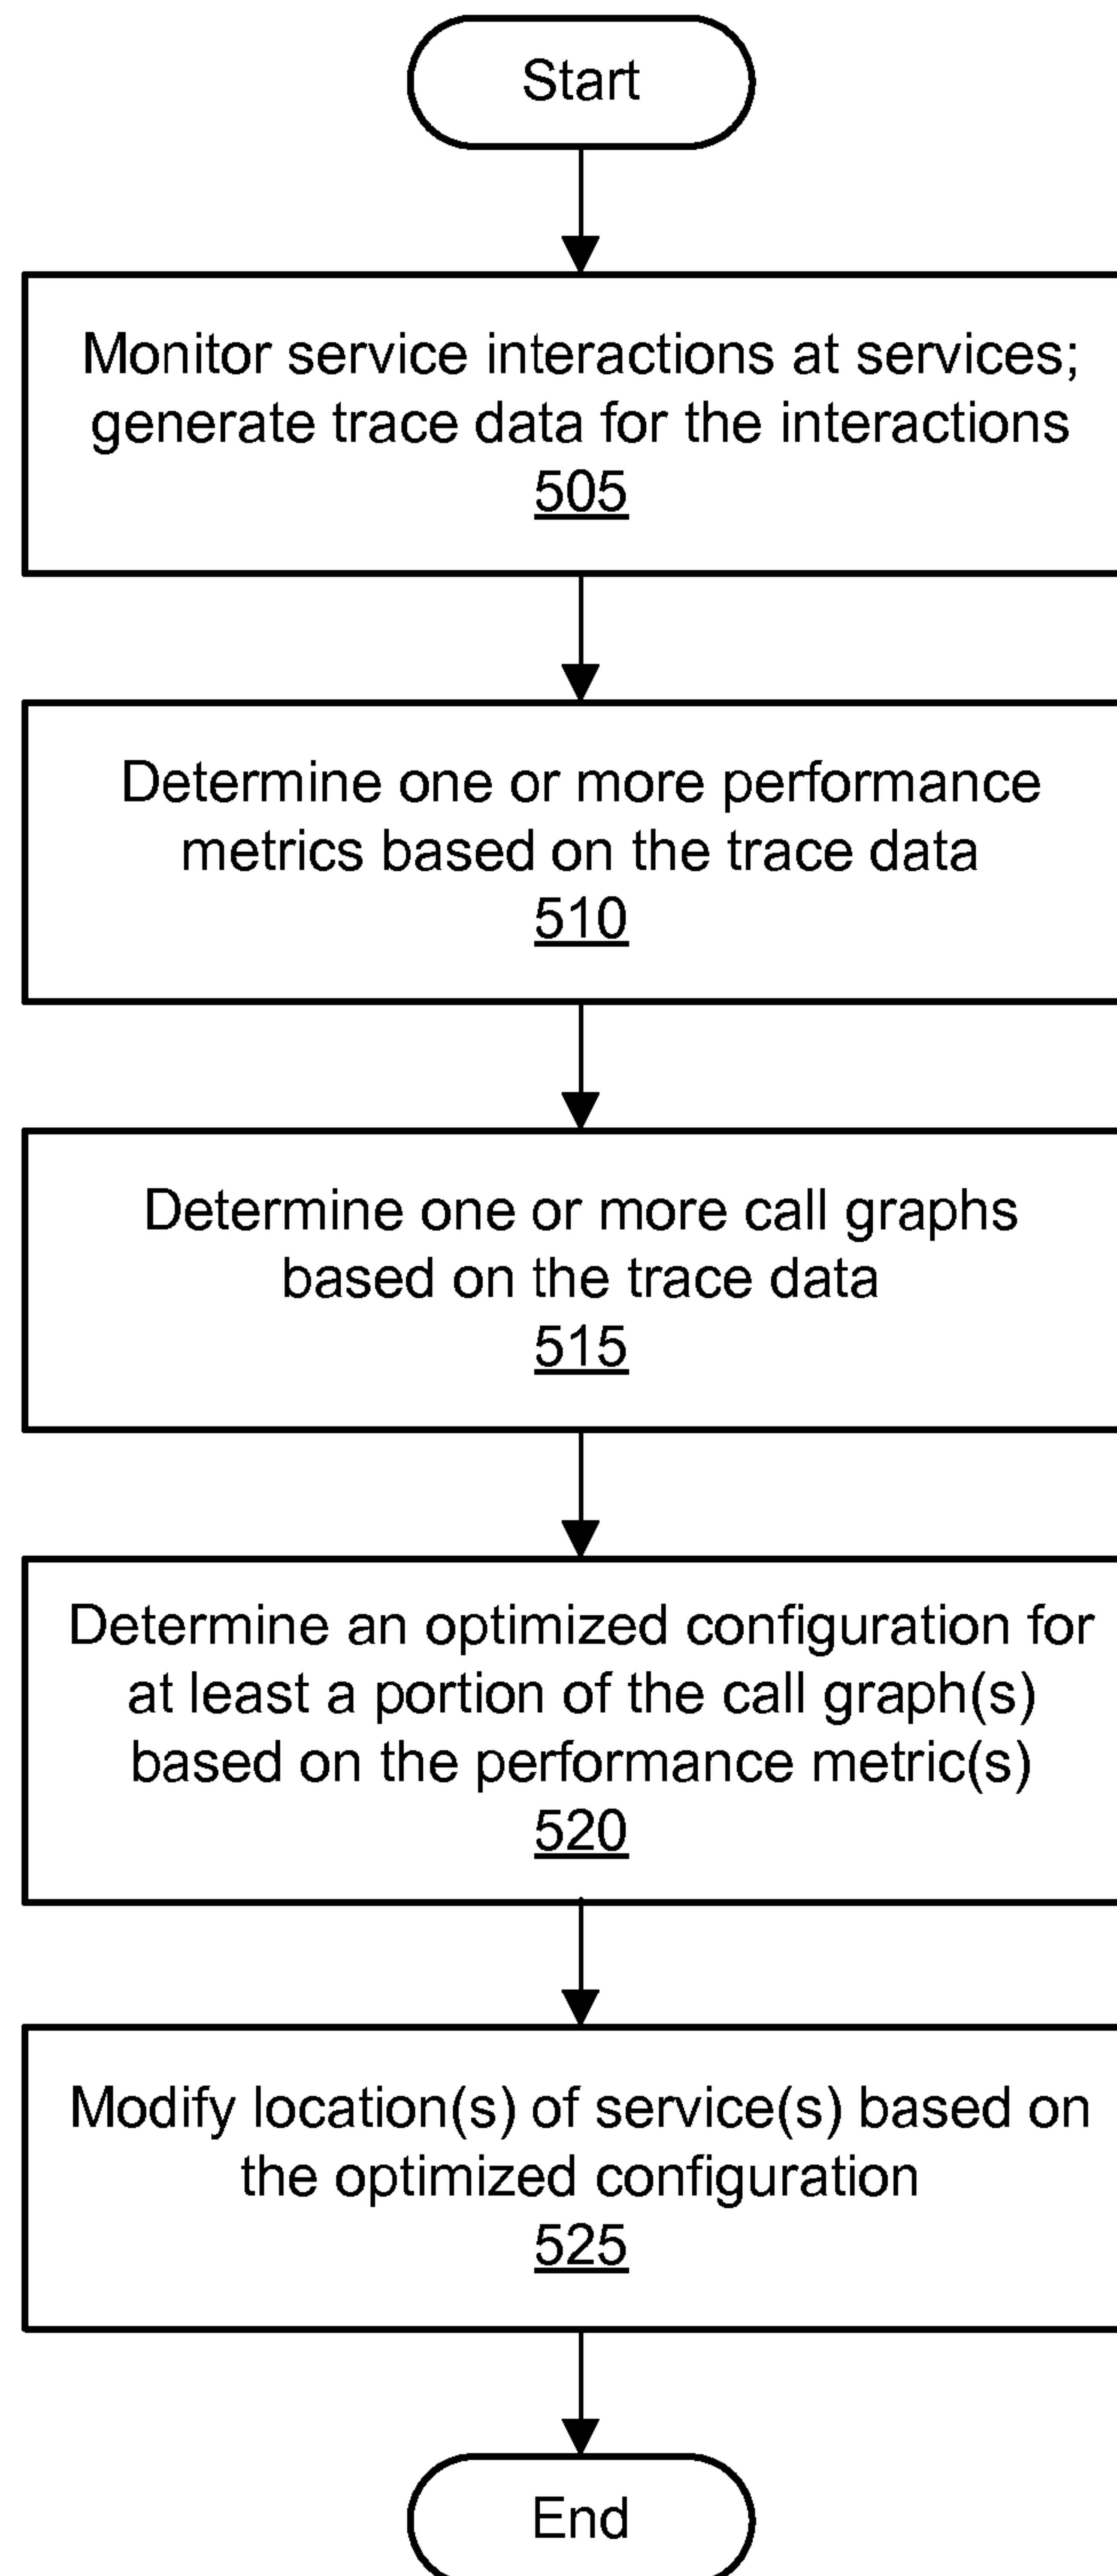 Start
Monitor service interactions at services;
generate trace data for the interactions
505
Determine one or more performance
metrics based on the trace data
510
Determine one or more call graphs
based on the trace data
515
Determine an optimized configuration for
at least a portion of the call graph(s)
based on the performance metric(s)
520
Modify location(s) of service(s) based on
the optimized configuration
525
End